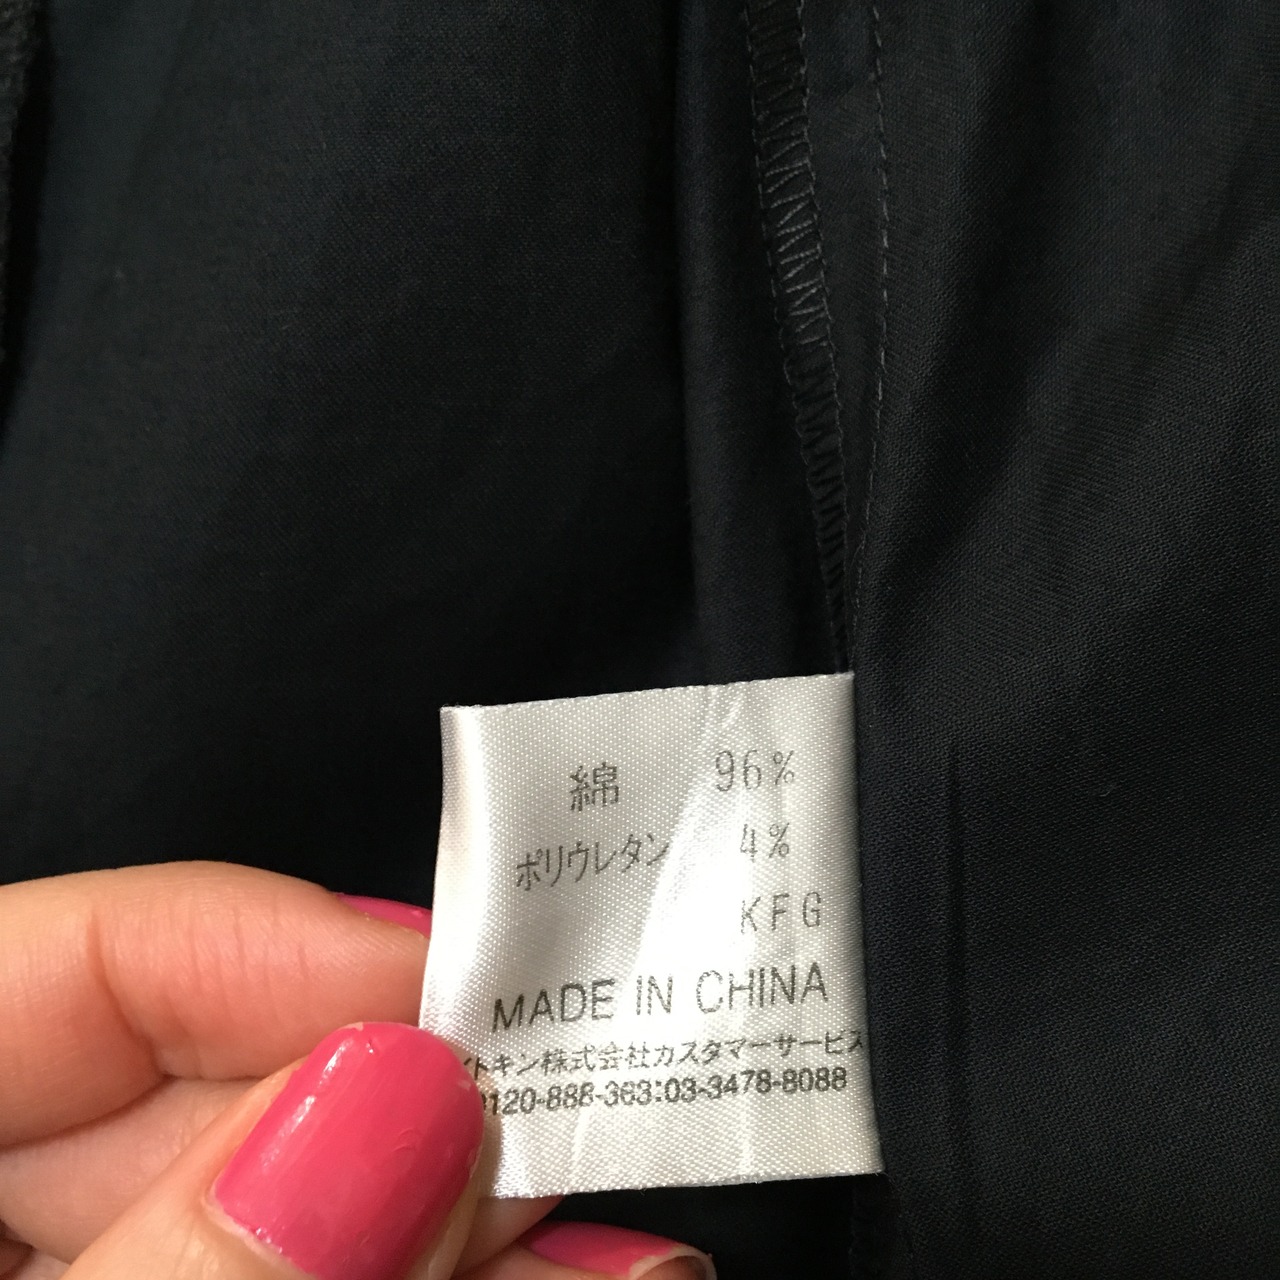 綿 96%
ポリウレタン 4%
KFG
MADE IN CHINA
イトキン株式会社カスタマーサービス
0120-888-363:03-3478-8088